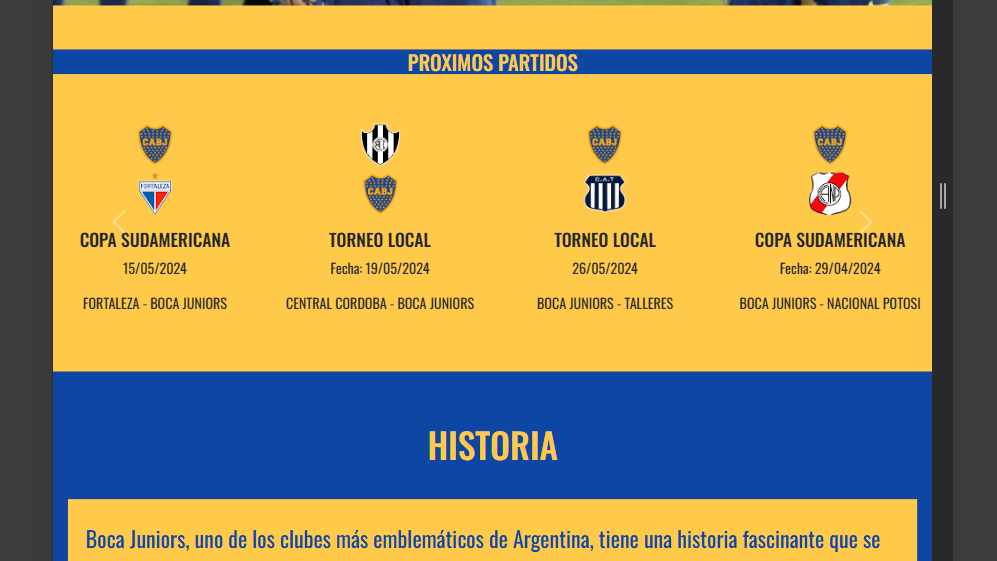 PROXIMOS PARTIDOS
CABJ
CABJ
CABJ
FORTALEZA
CABJ
C.A.T
COPA SUDAMERICANA
TORNEO LOCAL
TORNEO LOCAL
COPA SUDAMERICANA
15/05/2024
Fecha: 19/05/2024
26/05/2024
Fecha: 29/04/2024
FORTALEZA - BOCA JUNIORS
CENTRAL CORDOBA - BOCA JUNIORS
BOCA JUNIORS - TALLERES
BOCA JUNIORS - NACIONAL POTOSI
HISTORIA
Boca Juniors, uno de los clubes más emblemáticos de Argentina, tiene una historia fascinante que se